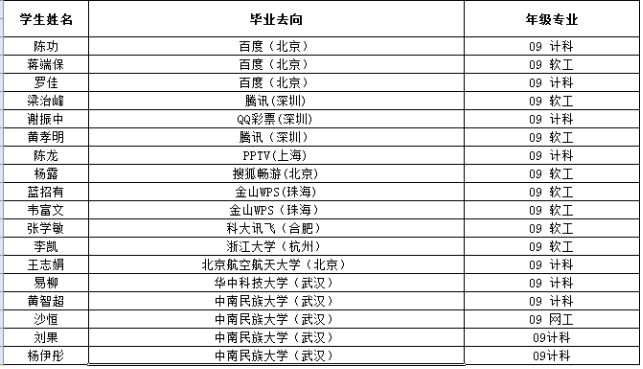 学生姓名 毕业去向 年级专业
陈功 百度（北京） 09 计科
蒋端保 百度（北京） 09 软工
罗佳 百度（北京） 09 计科
梁治峰 腾讯(深圳) 09 软工
谢振中 QQ彩票(深圳) 09 计科
黄孝明 腾讯（深圳） 09 软工
陈龙 PPTV(上海) 09 计科
杨露 搜狐畅游(北京) 09 软工
蓝招有 金山WPS(珠海) 09 软工
韦富文 金山WPS（珠海） 09 软工
张学敏 科大讯飞（合肥） 09 软工
李凯 浙江大学（杭州） 09 软工
王志娟 北京航空航天大学（北京） 09 计科
易柳 华中科技大学（武汉） 09 计科
黄智超 中南民族大学（武汉） 09 计科
沙恒 中南民族大学（武汉） 09 网工
刘果 中南民族大学（武汉） 09计科
杨伊彤 中南民族大学（武汉） 09计科